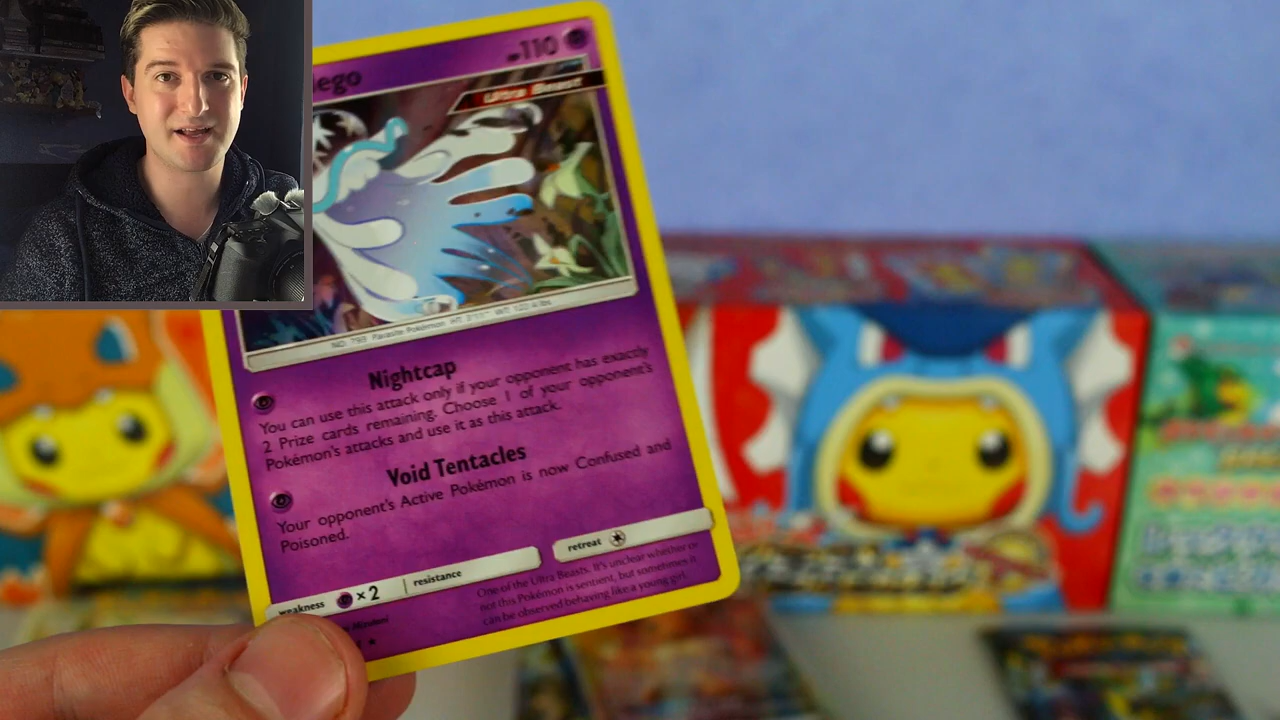 ego
HP110
Ultra Beast
NO. 793 Parasite Pokémon HT: 3'11" WT: 122.4 lbs.
Nightcap
You can use this attack only if your opponent has exactly
2 Prize cards remaining. Choose 1 of your opponent's
Pokémon's attacks and use it as this attack.
Void Tentacles
Your opponent's Active Pokémon is now Confused and
Poisoned.
weakness ×2 resistance
retreat
One of the Ultra Beasts. It's unclear whether or
not this Pokémon is sentient, but sometimes it
can be observed behaving like a young girl.